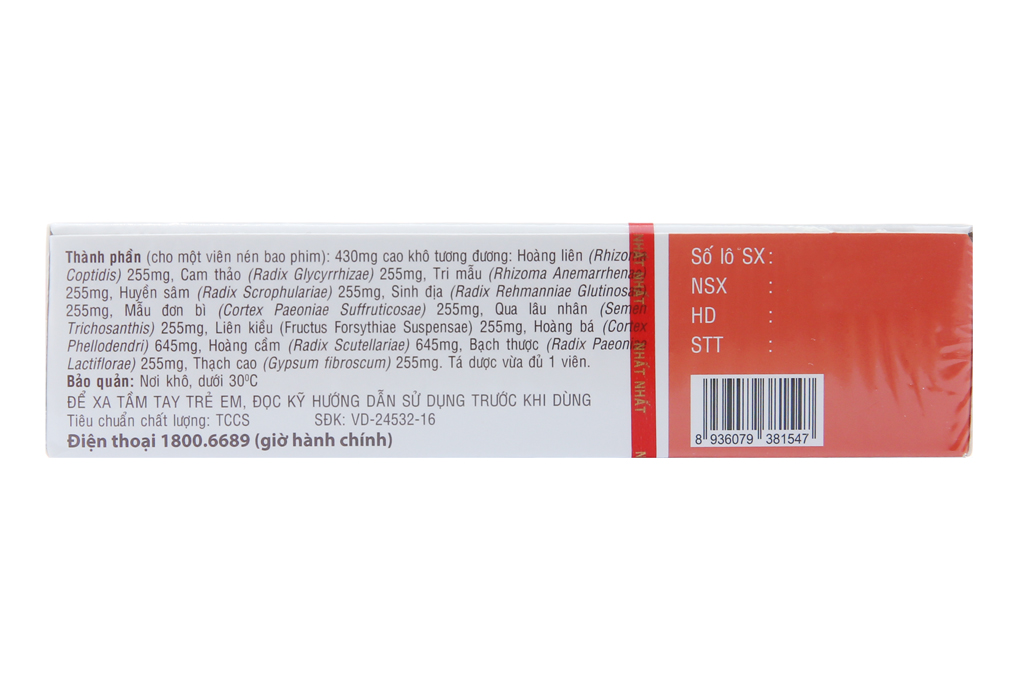 Thành phần (cho một viên nén bao phim): 430mg cao khô tương đương: Hoàng liên (Rhizoma
Coptidis) 255mg, Cam thảo (Radix Glycyrrhizae) 255mg, Tri mẫu (Rhizoma Anemarrhenae)
255mg, Huyền sâm (Radix Scrophulariae) 255mg, Sinh địa (Radix Rehmanniae Glutinosae)
255mg, Mẫu đơn bì (Cortex Paeoniae Suffruticosae) 255mg, Qua lâu nhân (Semen
Trichosanthis) 255mg, Liên kiều (Fructus Forsythiae Suspensae) 255mg, Hoàng bá (Cortex
Phellodendri) 645mg, Hoàng cầm (Radix Scutellariae) 645mg, Bạch thược (Radix Paeoniae
Lactiflorae) 255mg, Thạch cao (Gypsum fibroscum) 255mg. Tá dược vừa đủ 1 viên.
Bảo quản: Nơi khô, dưới 30⁰C
ĐỂ XA TẦM TAY TRẺ EM, ĐỌC KỸ HƯỚNG DẪN SỬ DỤNG TRƯỚC KHI DÙNG
Tiêu chuẩn chất lượng: TCCS SĐK: VD-24532-16
Điện thoại 1800.6689 (giờ hành chính)
NHẤT NHẤT
NHẤT NHẤT
Số lô SX :
NSX :
HD :
STT :
8 936079 381547